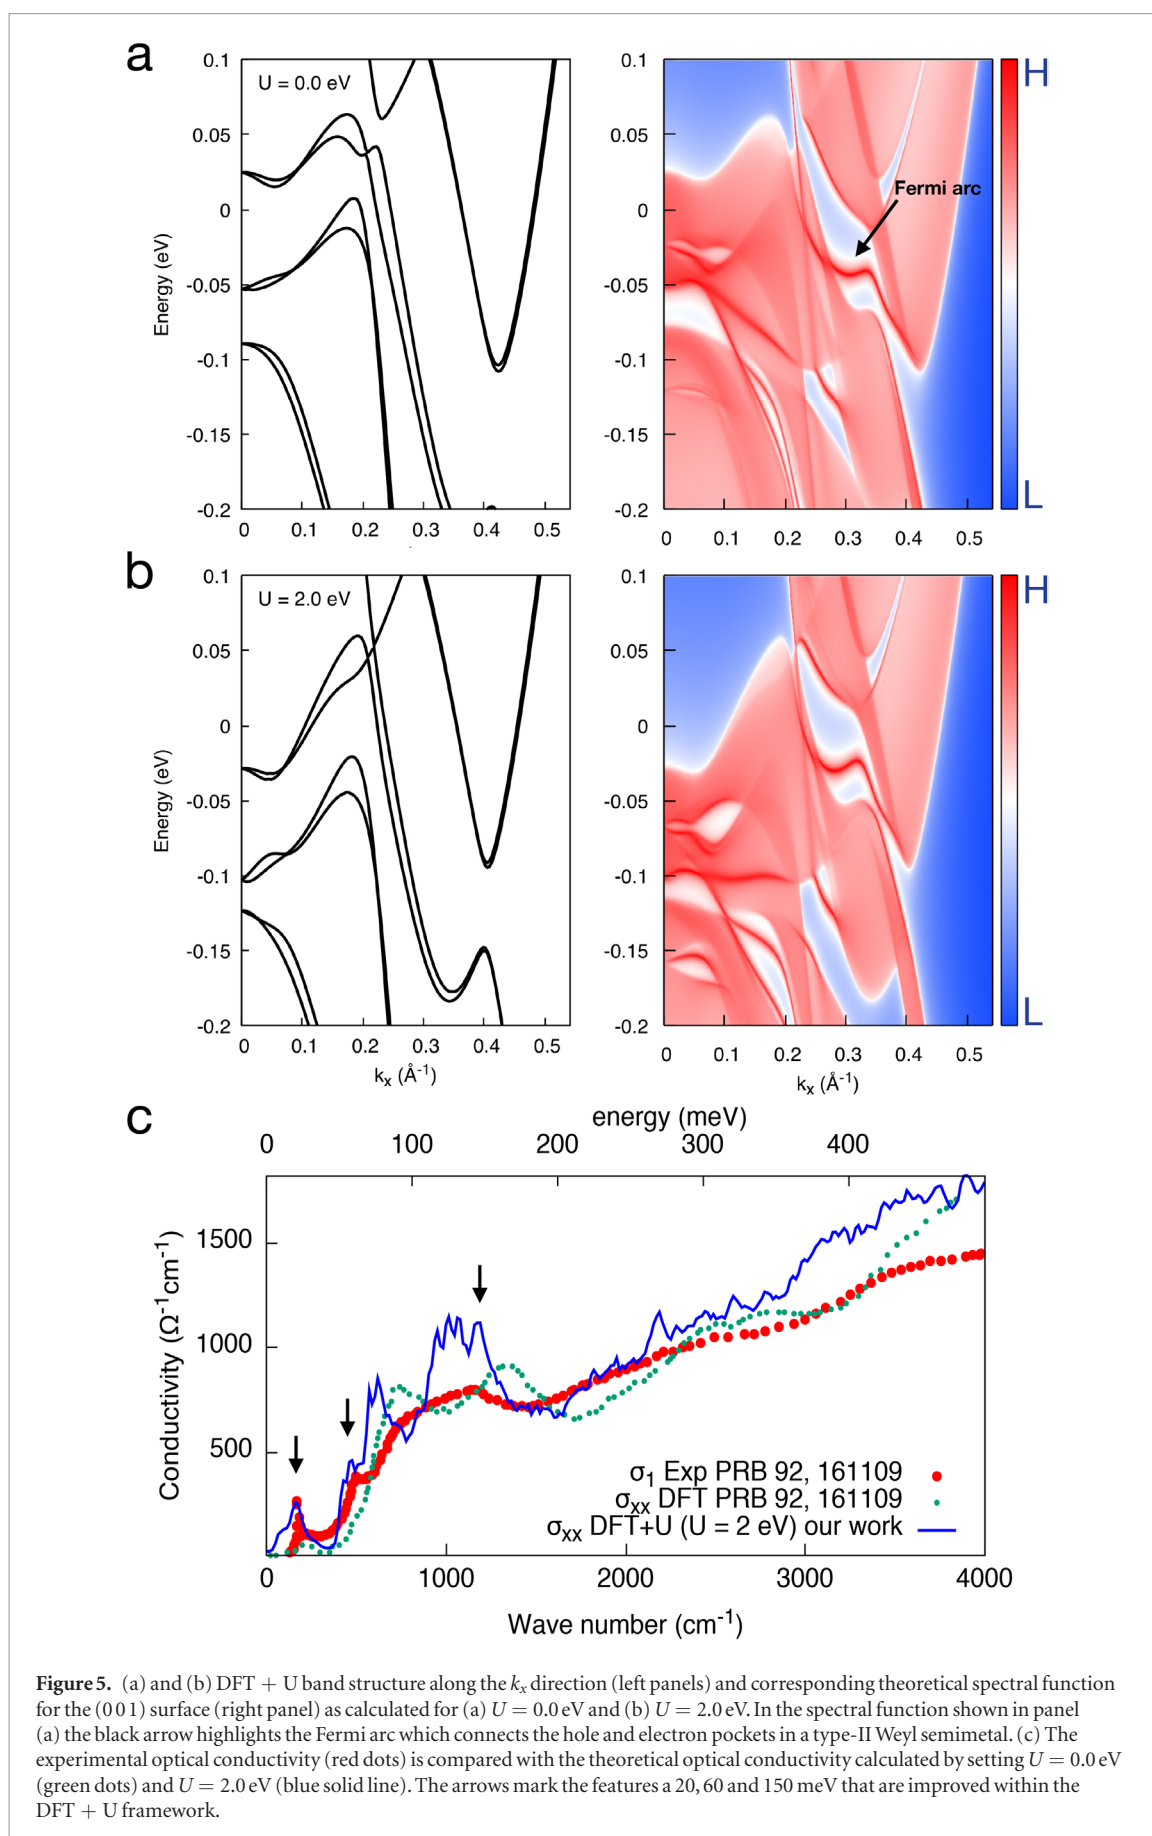 a
U = 0.0 eV
0.1
0.05
0
-0.05
-0.1
-0.15
-0.2
Energy (eV)
0 0.1 0.2 0.3 0.4 0.5
0.1
0.05
0
-0.05
-0.1
-0.15
-0.2
Fermi arc
0 0.1 0.2 0.3 0.4 0.5
H
L
b
U = 2.0 eV
0.1
0.05
0
-0.05
-0.1
-0.15
-0.2
Energy (eV)
0 0.1 0.2 0.3 0.4 0.5
kₓ (Å⁻¹)
0.1
0.05
0
-0.05
-0.1
-0.15
-0.2
0 0.1 0.2 0.3 0.4 0.5
kₓ (Å⁻¹)
H
L
c
energy (meV)
0 100 200 300 400
1500
1000
500
Conductivity (Ω⁻¹cm⁻¹)
σ₁ Exp PRB 92, 161109
σₓₓ DFT PRB 92, 161109
σₓₓ DFT+U (U = 2 eV) our work
0 1000 2000 3000 4000
Wave number (cm⁻¹)
Figure 5. (a) and (b) DFT + U band structure along the kₓ direction (left panels) and corresponding theoretical spectral function
for the (0 0 1) surface (right panel) as calculated for (a) U = 0.0 eV and (b) U = 2.0 eV. In the spectral function shown in panel
(a) the black arrow highlights the Fermi arc which connects the hole and electron pockets in a type-II Weyl semimetal. (c) The
experimental optical conductivity (red dots) is compared with the theoretical optical conductivity calculated by setting U = 0.0 eV
(green dots) and U = 2.0 eV (blue solid line). The arrows mark the features a 20, 60 and 150 meV that are improved within the
DFT + U framework.